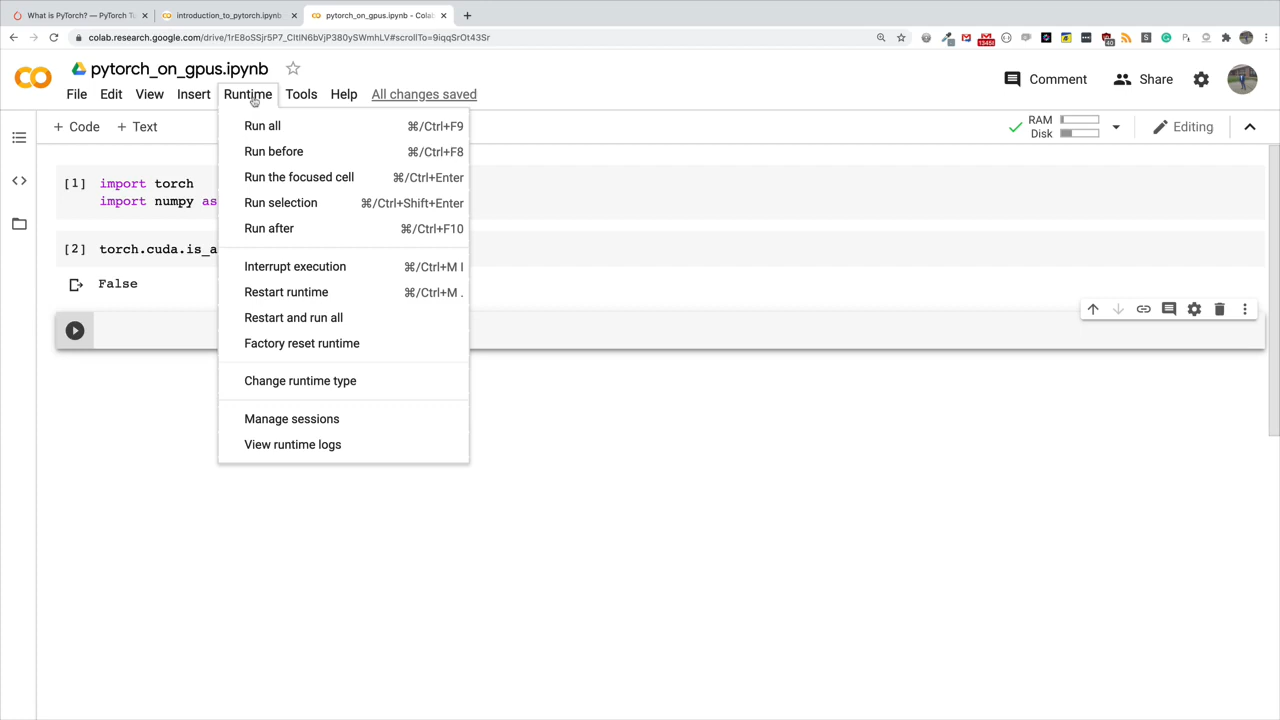 What is PyTorch? — PyTorch Tu
introduction_to_pytorch.ipynb
pytorch_on_gpus.ipynb - Colab
colab.research.google.com/drive/1rE8oSSjr5P7_CItIN6bVjP380ySWmhLV#scrollTo=9iqqSrOt43Sr
pytorch_on_gpus.ipynb
Comment
Share
File Edit View Insert Runtime Tools Help All changes saved
+ Code + Text
RAM
Disk
Editing
Run all ⌘/Ctrl+F9
Run before ⌘/Ctrl+F8
Run the focused cell ⌘/Ctrl+Enter
Run selection ⌘/Ctrl+Shift+Enter
Run after ⌘/Ctrl+F10
Interrupt execution ⌘/Ctrl+M I
Restart runtime ⌘/Ctrl+M .
Restart and run all
Factory reset runtime
Change runtime type
Manage sessions
View runtime logs
[1] import torch
import numpy as
[2] torch.cuda.is_a
False